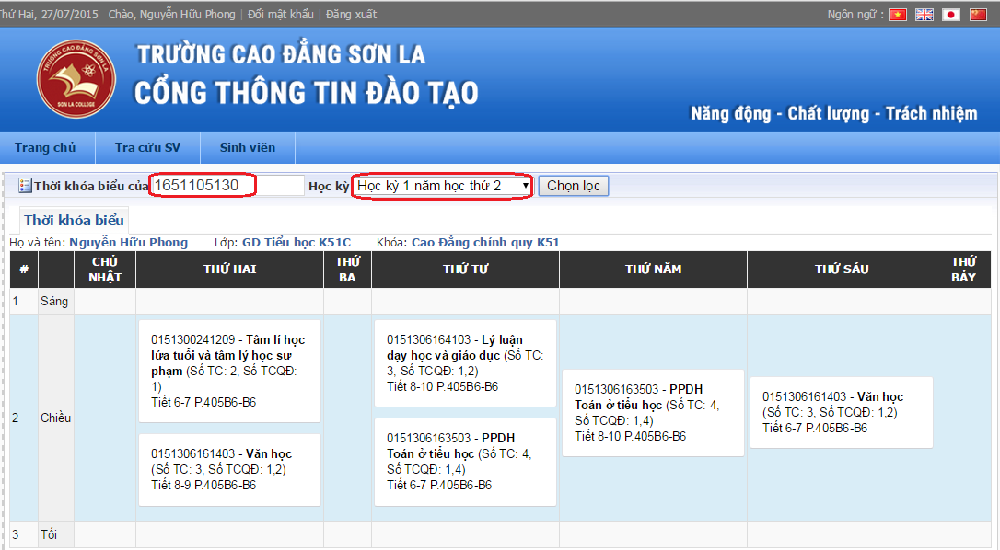 Thứ Hai, 27/07/2015 Chào, Nguyễn Hữu Phong | Đổi mật khẩu | Đăng xuất
Ngôn ngữ :
TRƯỜNG CAO ĐẲNG SƠN LA
SON LA COLLEGE
TRƯỜNG CAO ĐẲNG SƠN LA
CỔNG THÔNG TIN ĐÀO TẠO
Năng động - Chất lượng - Trách nhiệm
Trang chủ Tra cứu SV Sinh viên
Thời khóa biểu của 1651105130 Học kỳ Học kỳ 1 năm học thứ 2 Chọn lọc
Thời khóa biểu
Họ và tên: Nguyễn Hữu Phong Lớp: GD Tiểu học K51C Khóa: Cao Đẳng chính quy K51
# CHỦ NHẬT THỨ HAI THỨ BA THỨ TƯ THỨ NĂM THỨ SÁU THỨ BẢY
1 Sáng
2 Chiều
0151300241209 - Tâm lí học
lứa tuổi và tâm lý học sư
phạm (Số TC: 2, Số TCQĐ:
1)
Tiết 6-7 P.405B6-B6
0151306161403 - Văn học
(Số TC: 3, Số TCQĐ: 1,2)
Tiết 8-9 P.405B6-B6
0151306164103 - Lý luận
dạy học và giáo dục (Số TC:
3, Số TCQĐ: 1,2)
Tiết 8-10 P.405B6-B6
0151306163503 - PPDH
Toán ở tiểu học (Số TC: 4,
Số TCQĐ: 1,4)
Tiết 6-7 P.405B6-B6
0151306163503 - PPDH
Toán ở tiểu học (Số TC: 4,
Số TCQĐ: 1,4)
Tiết 8-10 P.405B6-B6
0151306161403 - Văn học
(Số TC: 3, Số TCQĐ: 1,2)
Tiết 6-7 P.405B6-B6
3 Tối